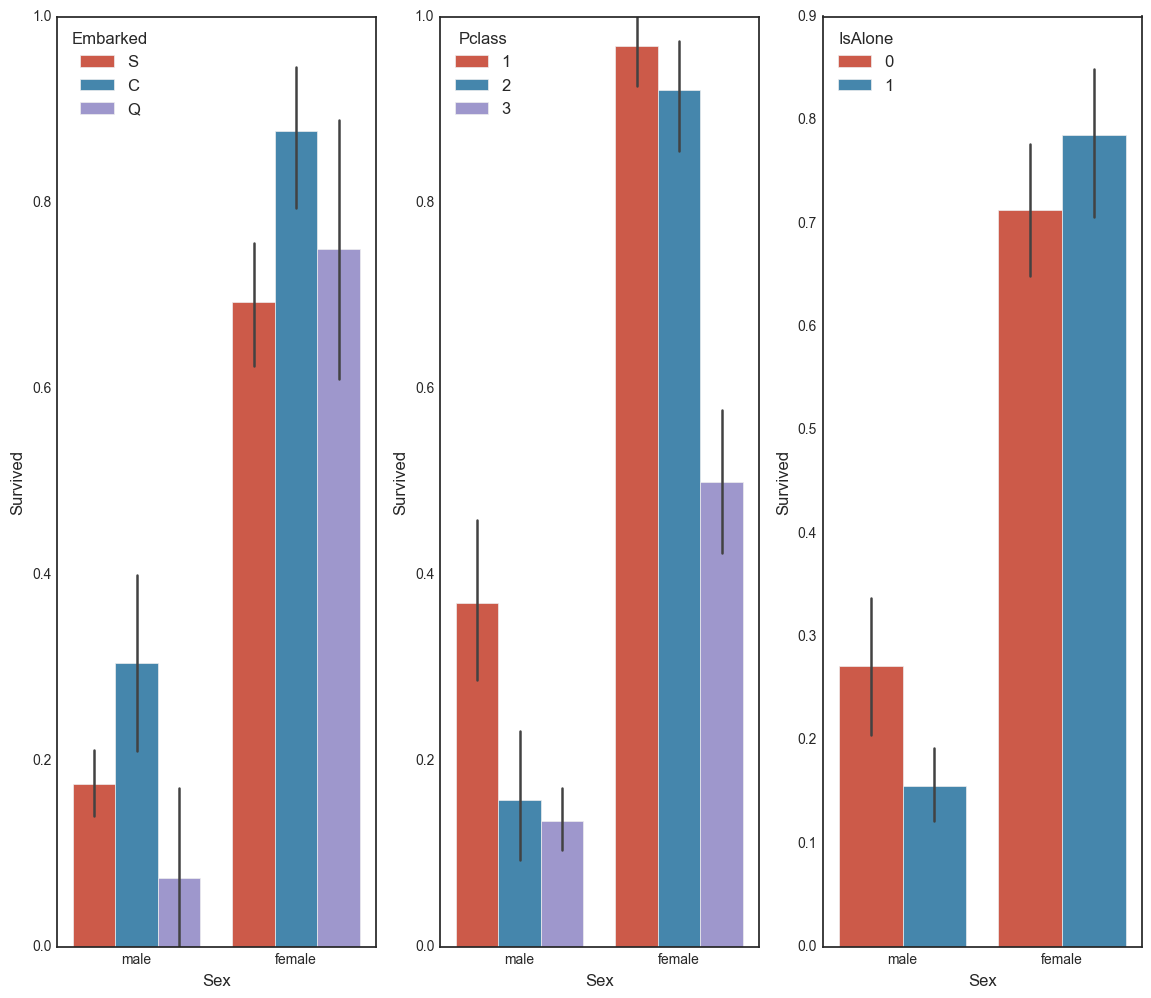 Embarked
S
C
Q
1.0
0.8
0.6
0.4
0.2
0.0
Survived
male female
Sex
Pclass
1
2
3
1.0
0.8
0.6
0.4
0.2
0.0
Survived
male female
Sex
IsAlone
0
1
0.9
0.8
0.7
0.6
0.5
0.4
0.3
0.2
0.1
0.0
Survived
male female
Sex